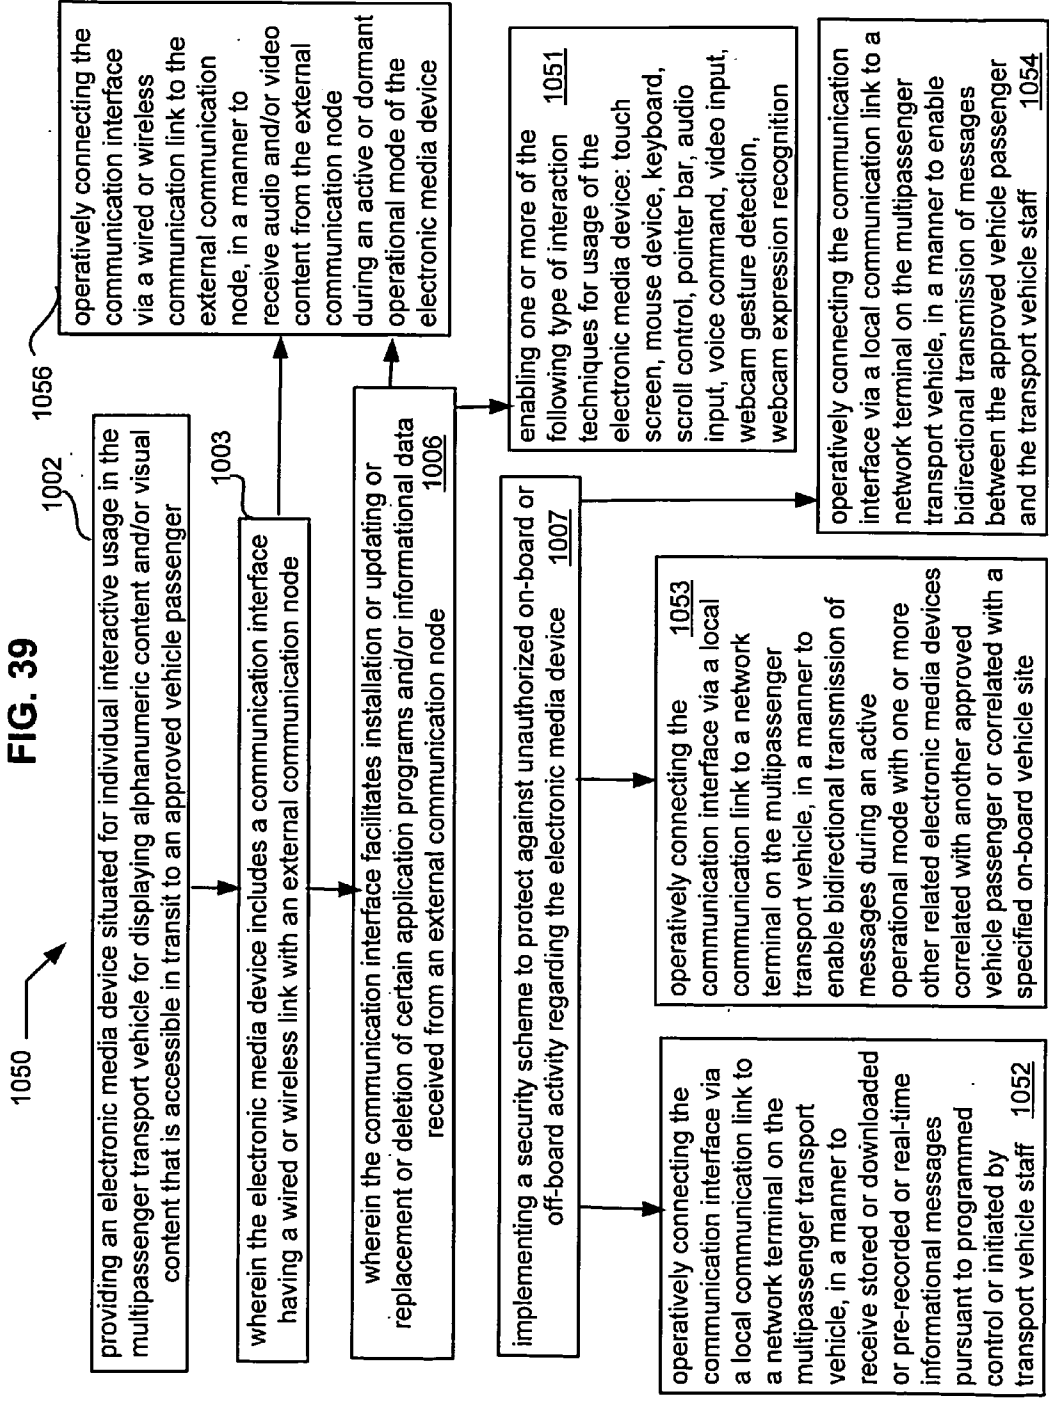 FIG. 39
1050
1002
providing an electronic media device situated for individual interactive usage in the
multipassenger transport vehicle for displaying alphanumeric content and/or visual
content that is accessible in transit to an approved vehicle passenger
1003
wherein the electronic media device includes a communication interface
having a wired or wireless link with an external communication node
wherein the communication interface facilitates installation or updating or
replacement or deletion of certain application programs and/or informational data
received from an external communication node 1006
1056
operatively connecting the
communication interface
via a wired or wireless
communication link to the
external communication
node, in a manner to
receive audio and/or video
content from the external
communication node
during an active or dormant
operational mode of the
electronic media device
implementing a security scheme to protect against unauthorized on-board or
off-board activity regarding the electronic media device 1007
enabling one or more of the
following type of interaction 1051
techniques for usage of the
electronic media device: touch
screen, mouse device, keyboard,
scroll control, pointer bar, audio
input, voice command, video input,
webcam gesture detection,
webcam expression recognition
operatively connecting the
communication interface via
a local communication link to
a network terminal on the
multipassenger transport
vehicle, in a manner to
receive stored or downloaded
or pre-recorded or real-time
informational messages
pursuant to programmed
control or initiated by
transport vehicle staff 1052
operatively connecting the 1053
communication interface via a local
communication link to a network
terminal on the multipassenger
transport vehicle, in a manner to
enable bidirectional transmission of
messages during an active
operational mode with one or more
other related electronic media devices
correlated with another approved
vehicle passenger or correlated with a
specified on-board vehicle site
operatively connecting the communication
interface via a local communication link to a
network terminal on the multipassenger
transport vehicle, in a manner to enable
bidirectional transmission of messages
between the approved vehicle passenger
and the transport vehicle staff 1054